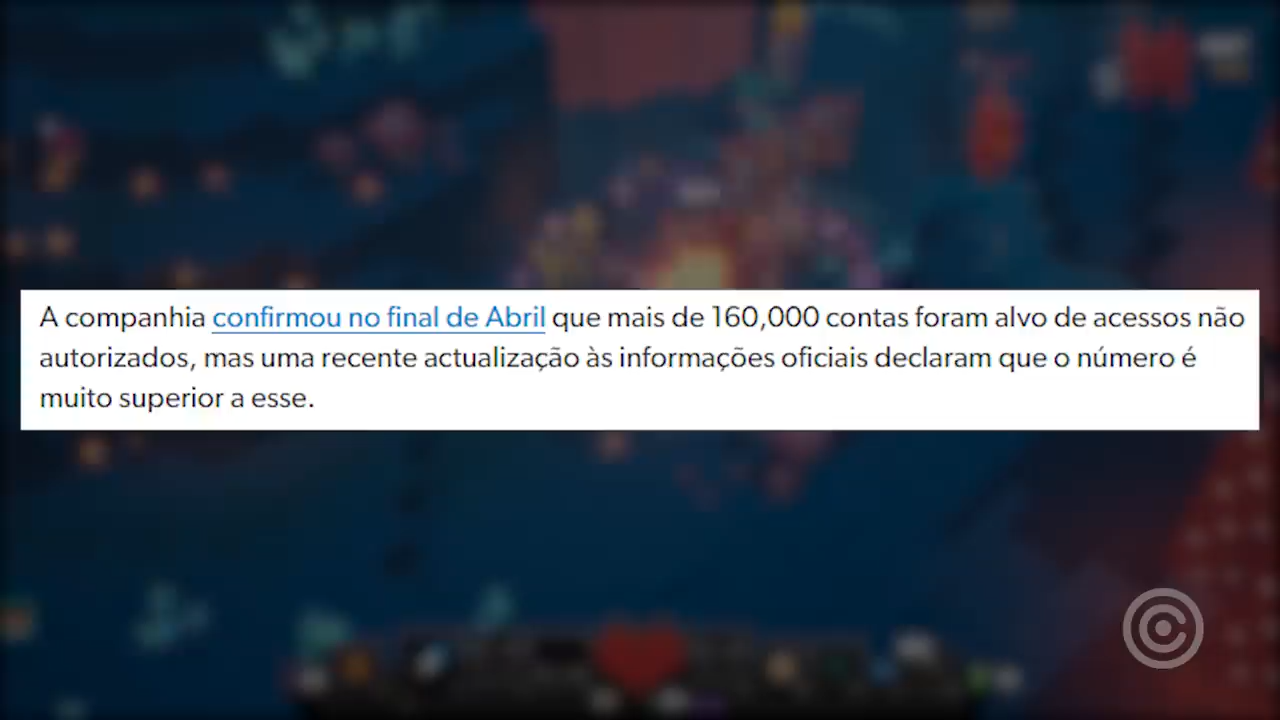 A companhia confirmou no final de Abril que mais de 160,000 contas foram alvo de acessos não
autorizados, mas uma recente actualização às informações oficiais declaram que o número é
muito superior a esse.